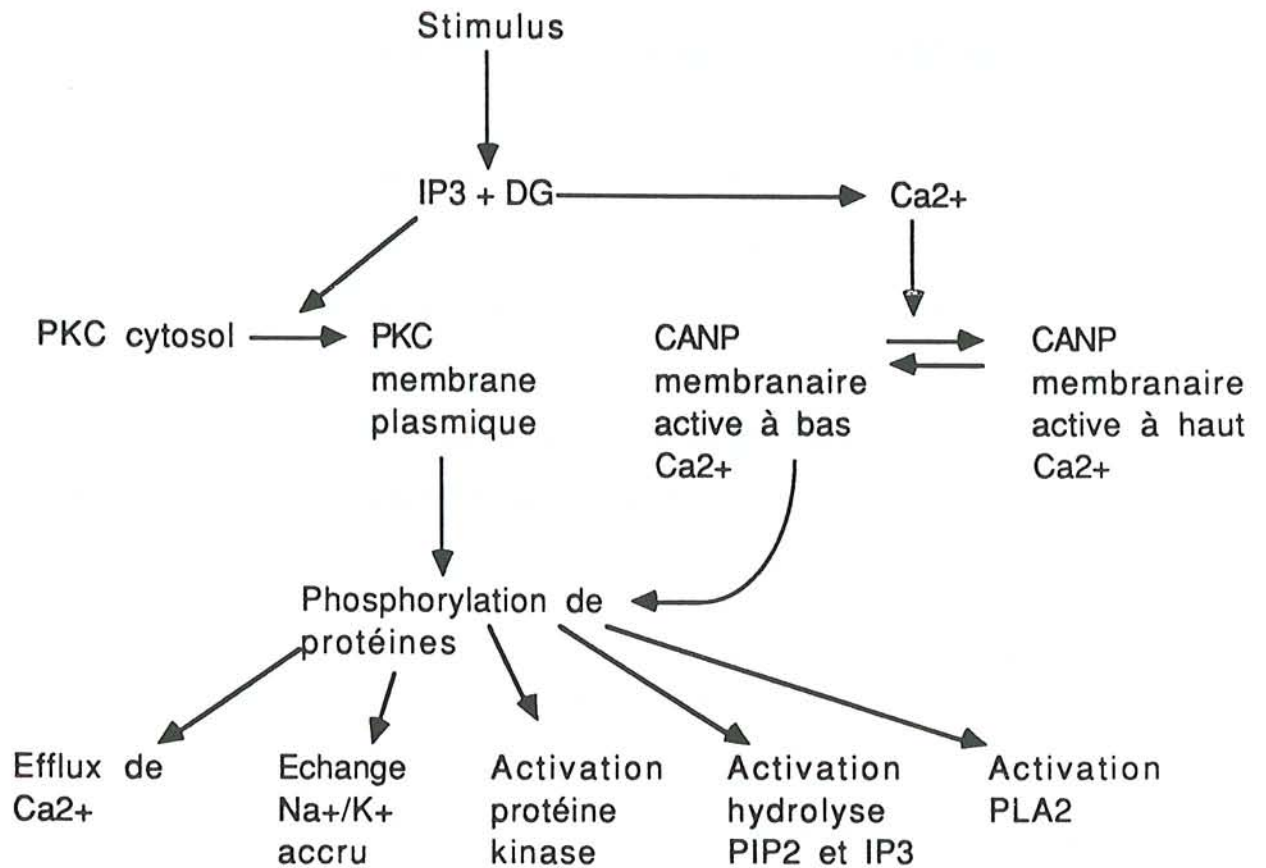 Stimulus
IP3 + DG
Ca2+
PKC cytosol
PKC
membrane
plasmique
CANP
membranaire
active à bas
Ca2+
CANP
membranaire
active à haut
Ca2+
Phosphorylation de
protéines
Efflux de
Ca2+
Echange
Na+/K+
accru
Activation
protéine
kinase
Activation
hydrolyse
PIP2 et IP3
Activation
PLA2